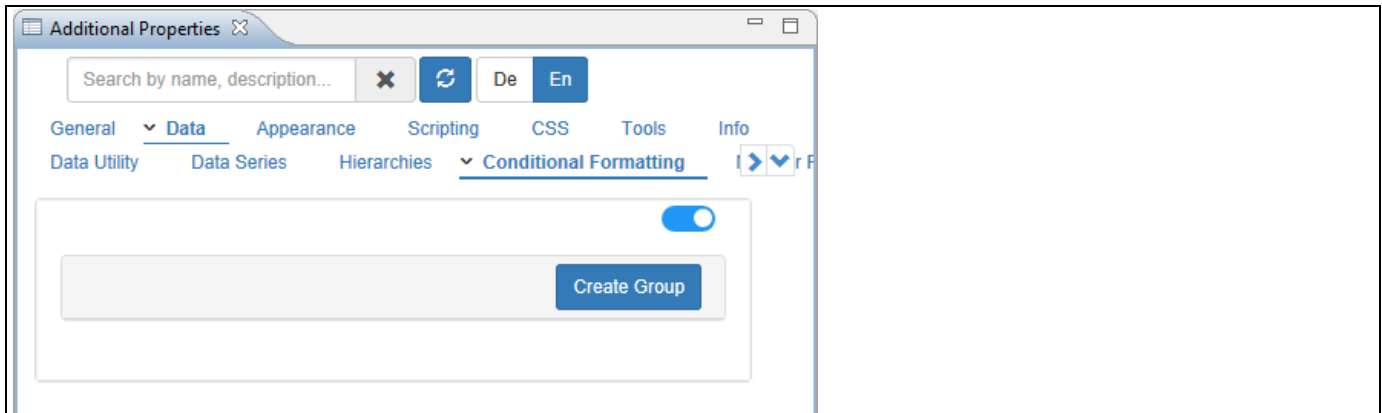 Additional Properties
Search by name, description... De En
General Data Appearance Scripting CSS Tools Info
Data Utility Data Series Hierarchies Conditional Formatting
Create Group